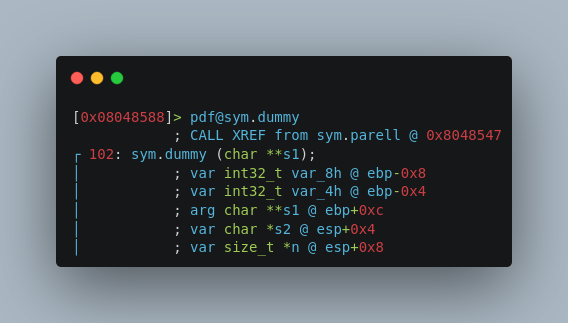 [0x08048588]> pdf@sym.dummy
; CALL XREF from sym.parell @ 0x8048547
┌ 102: sym.dummy (char **s1);
│ ; var int32_t var_8h @ ebp-0x8
│ ; var int32_t var_4h @ ebp-0x4
│ ; arg char **s1 @ ebp+0xc
│ ; var char *s2 @ esp+0x4
│ ; var size_t *n @ esp+0x8